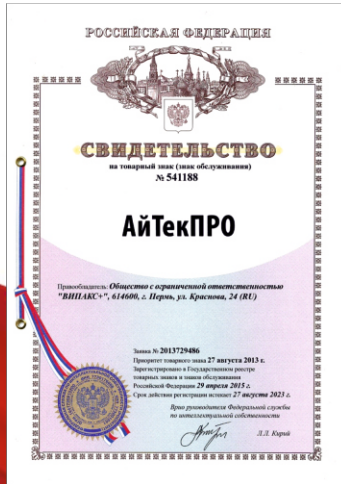 РОССИЙСКАЯ ФЕДЕРАЦИЯ
СВИДЕТЕЛЬСТВО
на товарный знак (знак обслуживания)
№ 541188
АйТекПРО
Правообладатель: Общество с ограниченной ответственностью
"ВИПАКС+", 614600, г. Пермь, ул. Краснова, 24 (RU)
Заявка № 2013729486
Приоритет товарного знака 27 августа 2013 г.
Зарегистрировано в Государственном реестре
товарных знаков и знаков обслуживания
Российской Федерации 29 апреля 2015 г.
Срок действия регистрации истекает 27 августа 2023 г.
Врио руководителя Федеральной службы
по интеллектуальной собственности
Л.Л. Кирий